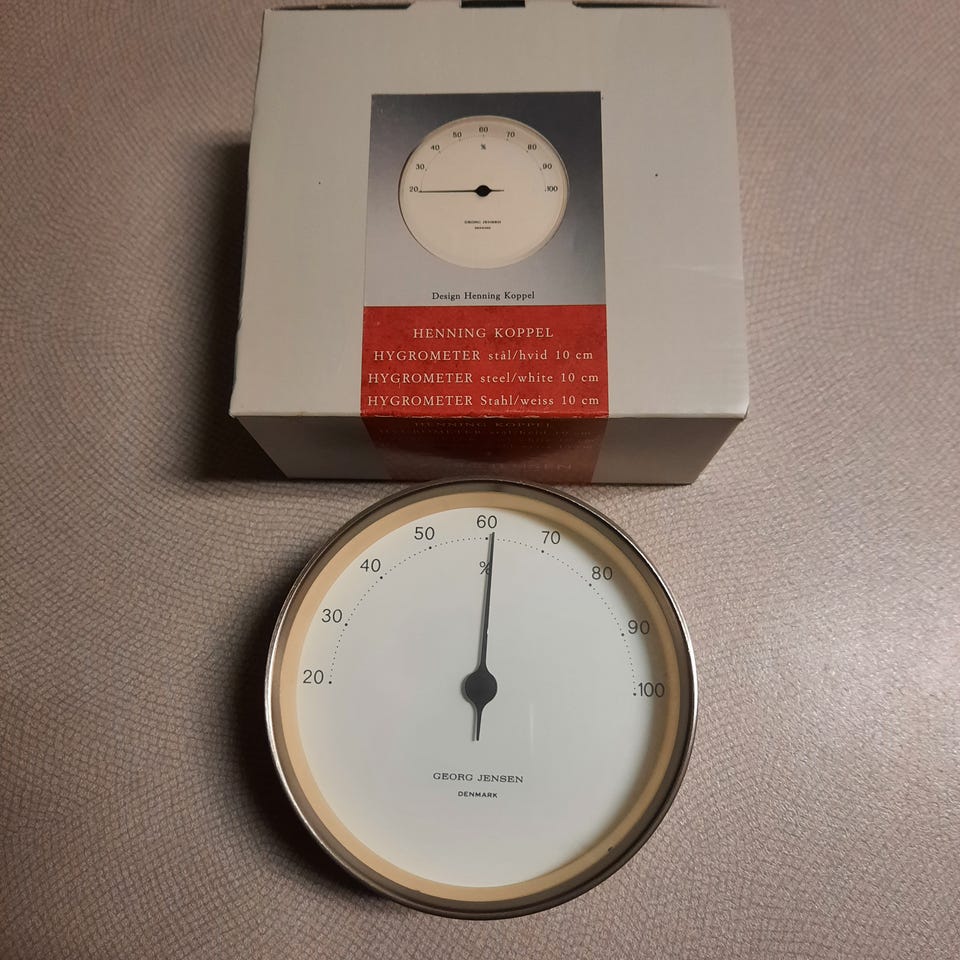 60
50 70
40 % 80
30 90
20 100
GEORG JENSEN
DENMARK
Design Henning Koppel
HENNING KOPPEL
HYGROMETER stål/hvid 10 cm
HYGROMETER steel/white 10 cm
HYGROMETER Stahl/weiss 10 cm
HENNING KOPPEL
60
50 70
% 
40 80
30 90
20 100
GEORG JENSEN
DENMARK